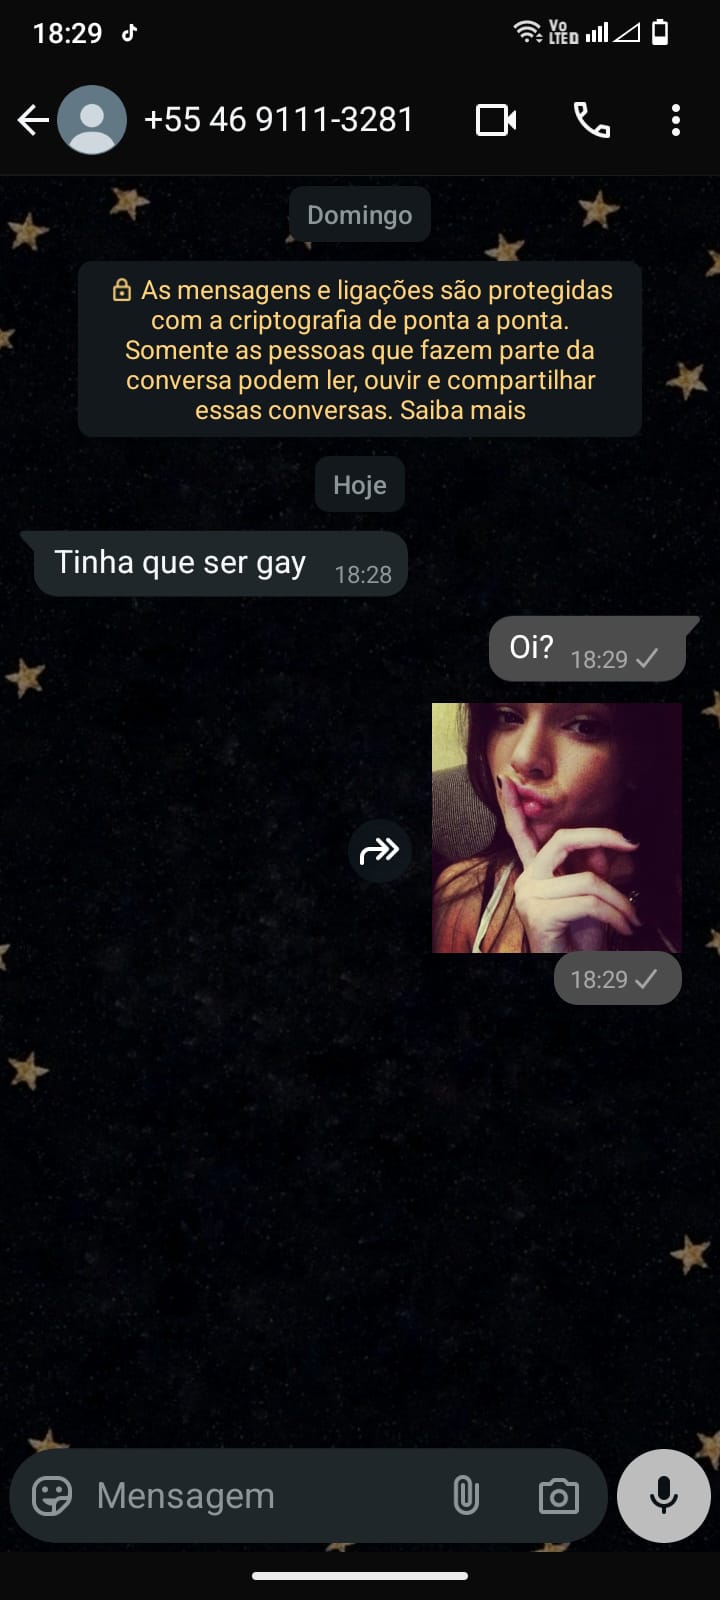 18:29
Vo
LTED
+55 46 9111-3281
Domingo
As mensagens e ligações são protegidas
com a criptografia de ponta a ponta.
Somente as pessoas que fazem parte da
conversa podem ler, ouvir e compartilhar
essas conversas. Saiba mais
Hoje
Tinha que ser gay 18:28
Oi? 18:29
18:29
Mensagem